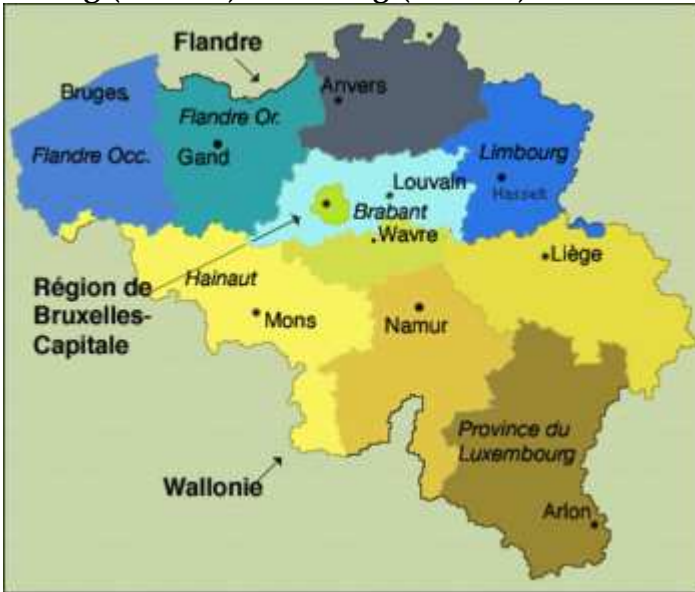 Flandre
Bruges
Anvers
Flandre Or.
Flandre Occ.
Gand
Limbourg
Louvain
Hasselt
Brabant
Wavre
Liège
Hainaut
Région de
Bruxelles-
Capitale
Mons
Namur
Province du
Luxembourg
Wallonie
Arlon